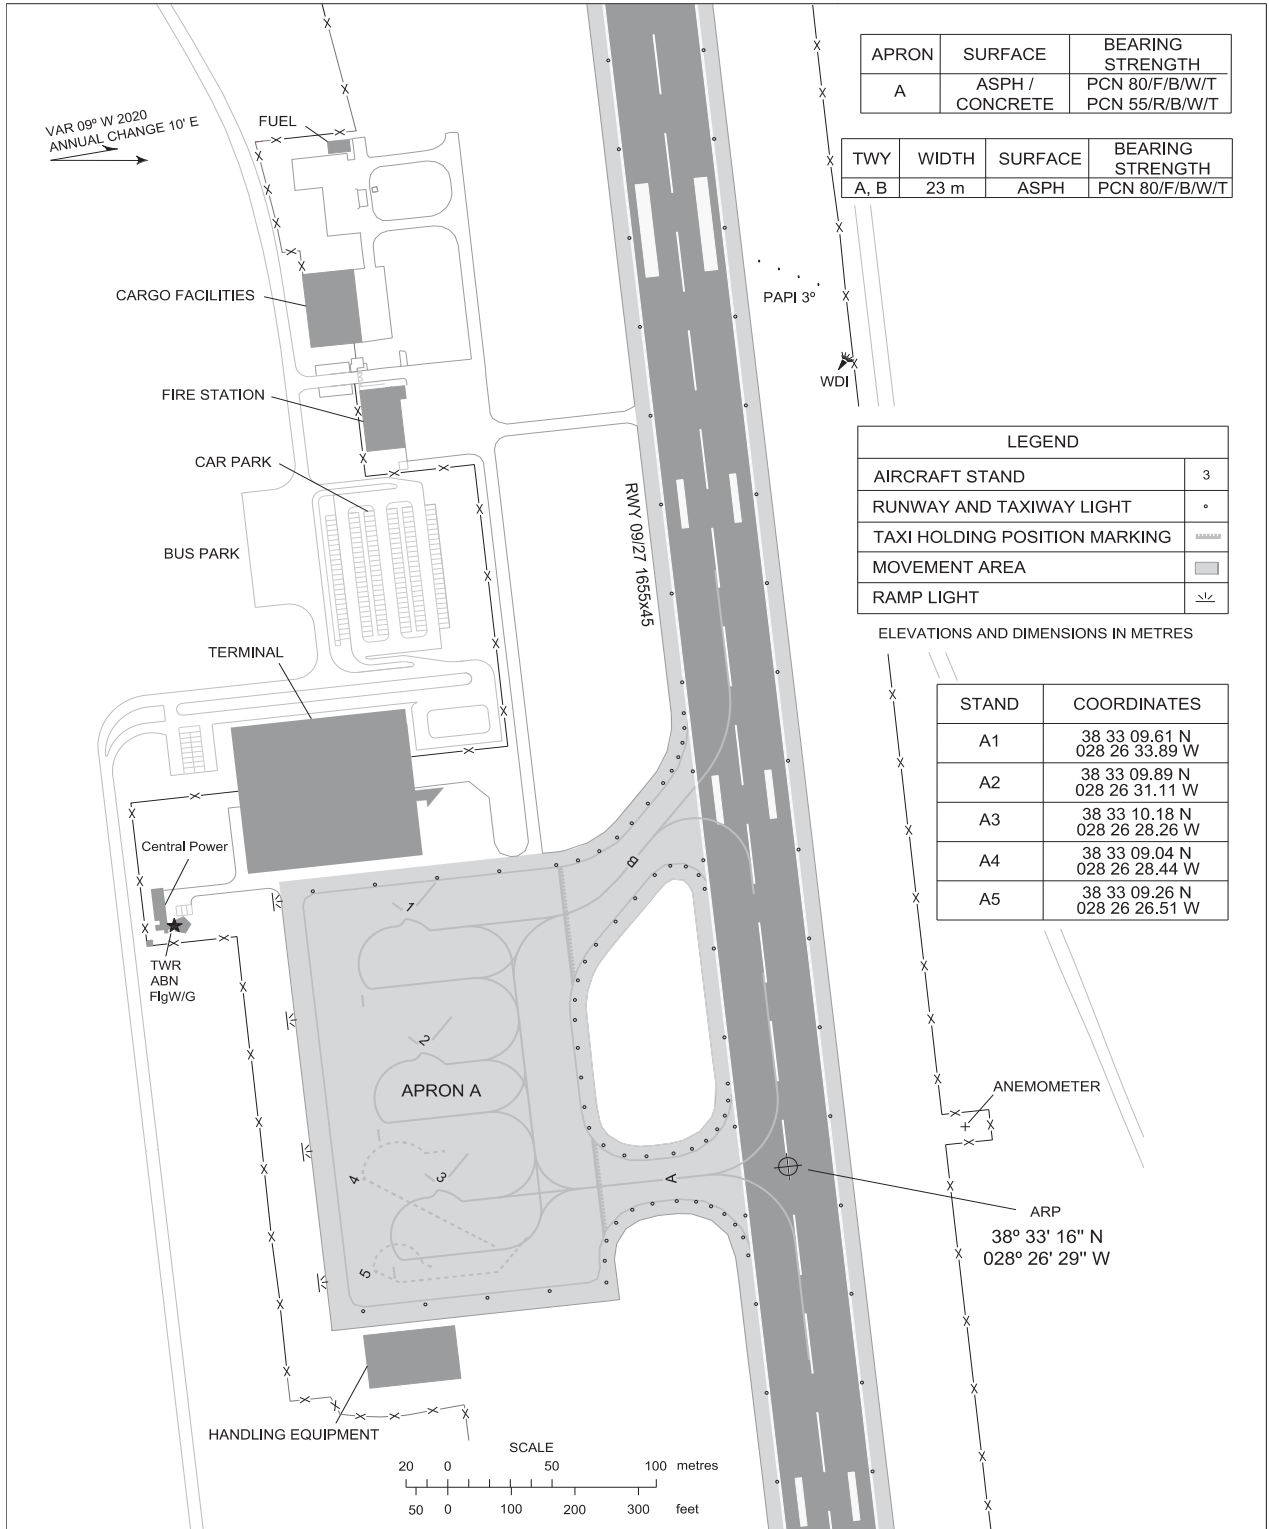 APRON SURFACE BEARING STRENGTH
A ASPH / CONCRETE PCN 80/F/B/W/T PCN 55/R/B/W/T
VAR 09º W 2020
ANNUAL CHANGE 10' E
FUEL
TWY WIDTH SURFACE BEARING STRENGTH
A, B 23 m ASPH PCN 80/F/B/W/T
CARGO FACILITIES
PAPI 3º
WDI
FIRE STATION
CAR PARK
BUS PARK
RWY 09/27 1655x45
LEGEND
AIRCRAFT STAND 3
RUNWAY AND TAXIWAY LIGHT
TAXI HOLDING POSITION MARKING
MOVEMENT AREA
RAMP LIGHT
ELEVATIONS AND DIMENSIONS IN METRES
TERMINAL
STAND COORDINATES
A1 38 33 09.61 N
028 26 33.89 W
A2 38 33 09.89 N
028 26 31.11 W
A3 38 33 10.18 N
028 26 28.26 W
A4 38 33 09.04 N
028 26 28.44 W
A5 38 33 09.26 N
028 26 26.51 W
Central Power
B
1
TWR
ABN
FlgW/G
2
APRON A
ANEMOMETER
4
3
A
5
ARP
38º 33' 16" N
028º 26' 29" W
HANDLING EQUIPMENT
SCALE
20 0 50 100 metres
50 0 100 200 300 feet